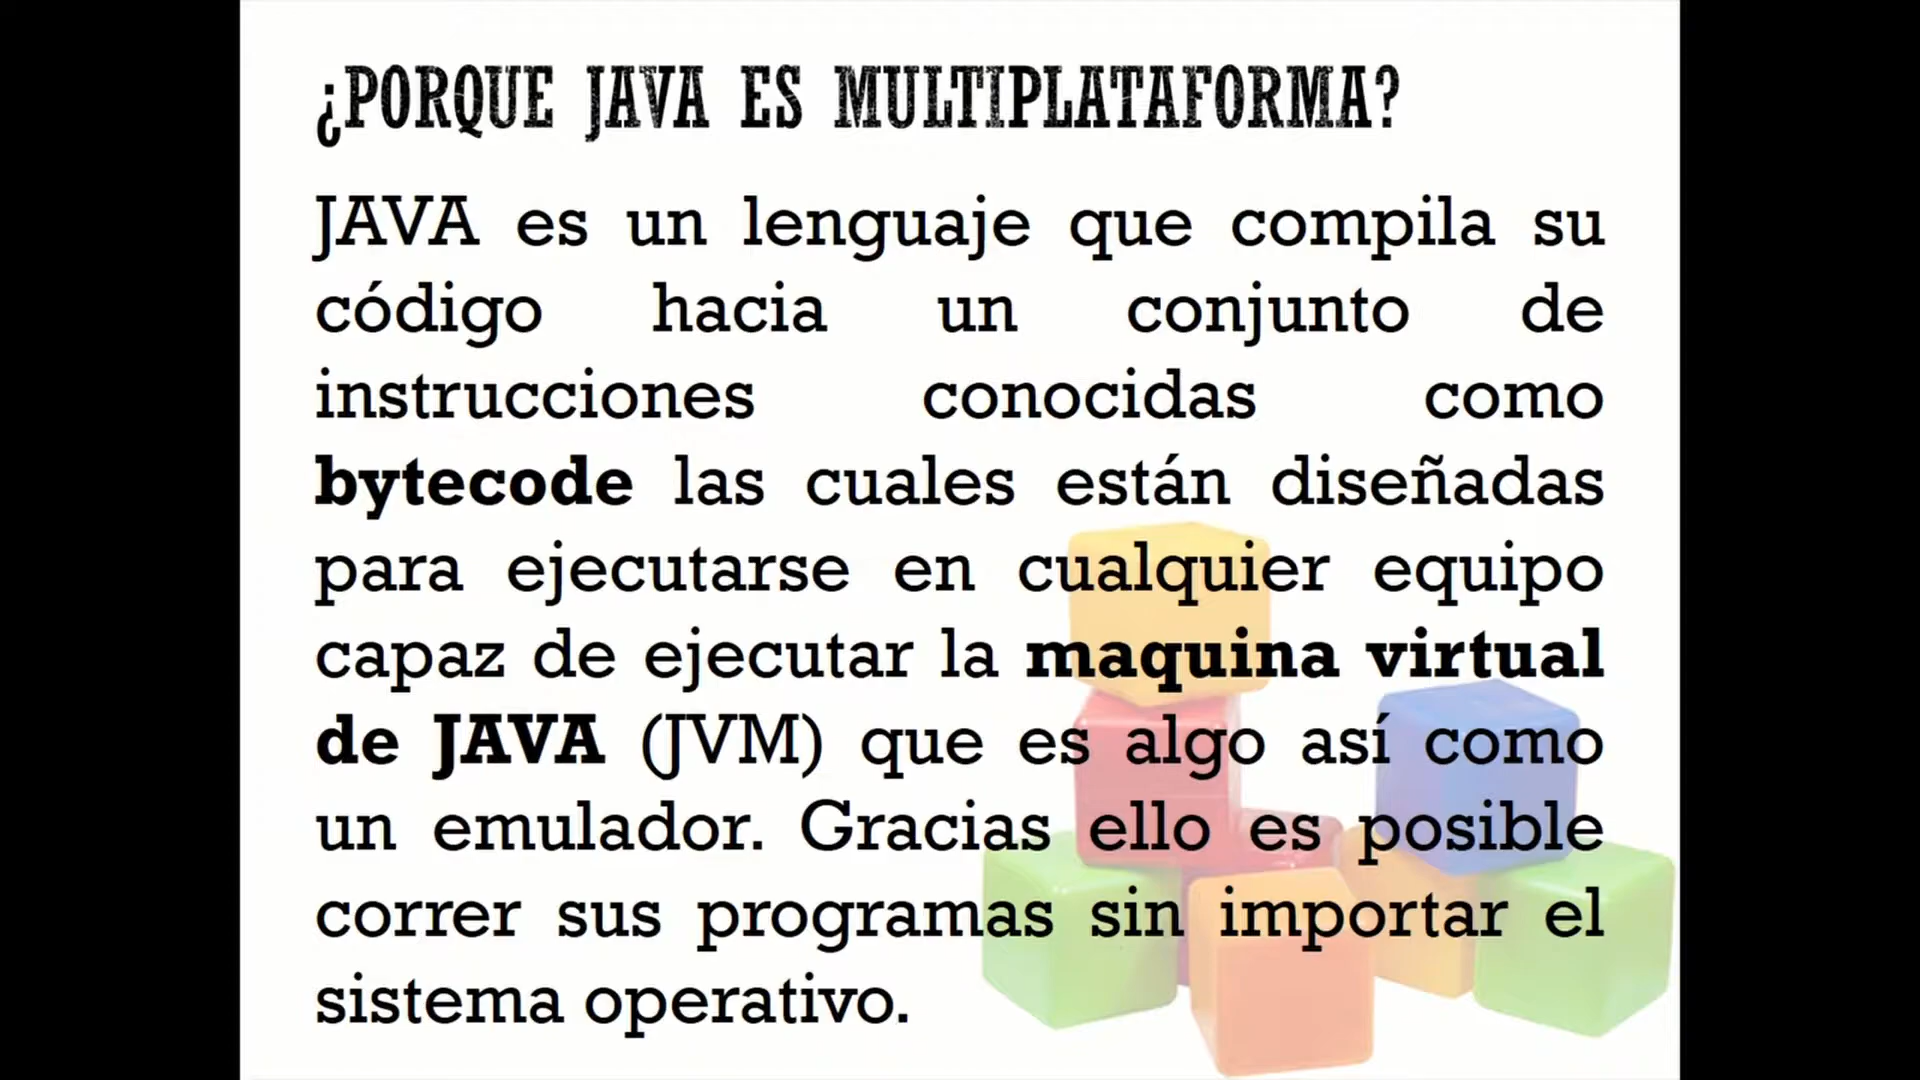 ¿PORQUE JAVA ES MULTIPLATAFORMA?
JAVA es un lenguaje que compila su
código hacia un conjunto de
instrucciones conocidas como
bytecode las cuales están diseñadas
para ejecutarse en cualquier equipo
capaz de ejecutar la maquina virtual
de JAVA (JVM) que es algo así como
un emulador. Gracias ello es posible
correr sus programas sin importar el
sistema operativo.